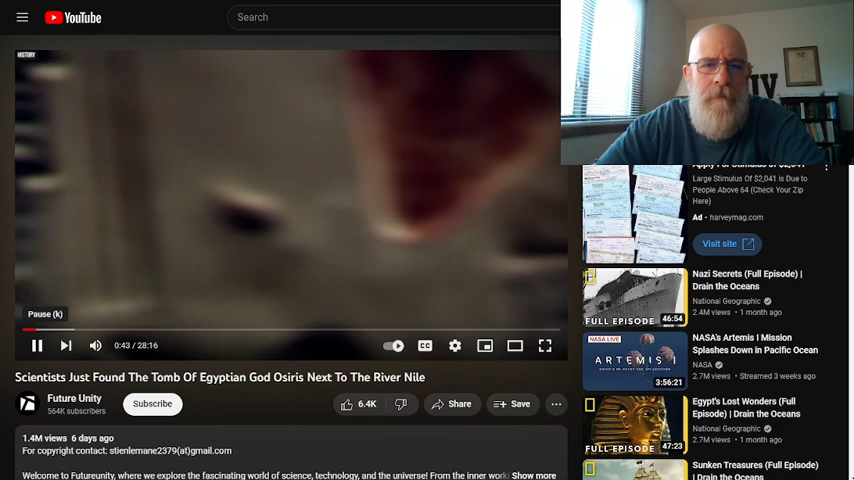 YouTube
Search
HISTORY
Pause (k)
0:43 / 28:16
CC
Scientists Just Found The Tomb Of Egyptian God Osiris Next To The River Nile
Future Unity
564K subscribers
Subscribe
6.4K
Share
Save
1.4M views 6 days ago
For copyright contact: stienlemane2379(at)gmail.com
Welcome to Futureunity, where we explore the fascinating world of science, technology, and the universe! From the inner
Show more
IV
Apply For Stimulus Of $2,041
Large Stimulus Of $2,041 is Due to
People Above 64 (Check Your Zip
Here)
Ad · harveymag.com
Visit site
FULL EPISODE
46:54
Nazi Secrets (Full Episode) |
Drain the Oceans
National Geographic
2.4M views · 1 month ago
NASA LIVE
ARTEMIS I
3:56:21
NASA's Artemis I Mission
Splashes Down in Pacific Ocean
NASA
2.7M views · Streamed 3 weeks ago
FULL EPISODE
47:23
Egypt's Lost Wonders (Full
Episode) | Drain the Oceans
National Geographic
2.7M views · 1 month ago
Sunken Treasures (Full Episode) |
Drain the Oceans